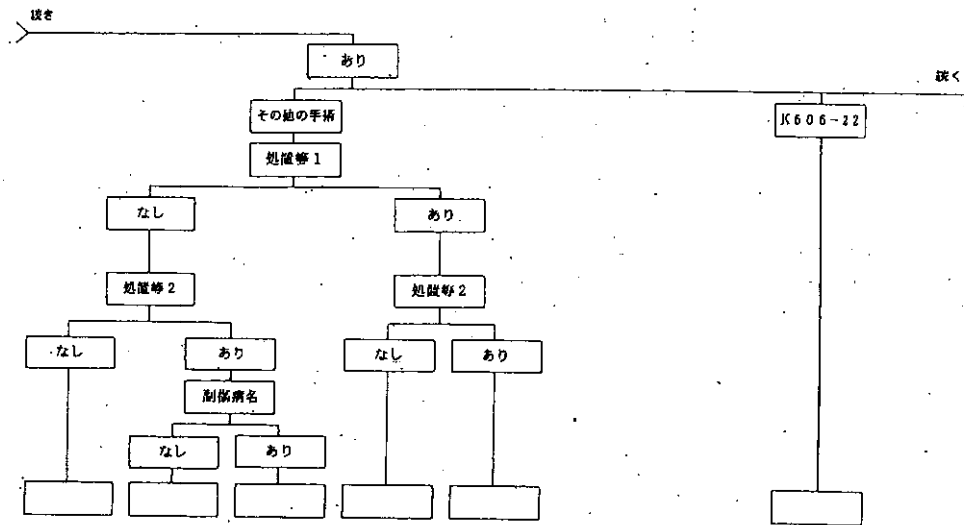 続き
あり
続く
その他の手術
K606-22
処置等1
なし
あり
処置等2
処置等2
なし
あり
なし
あり
副傷病名
なし
あり